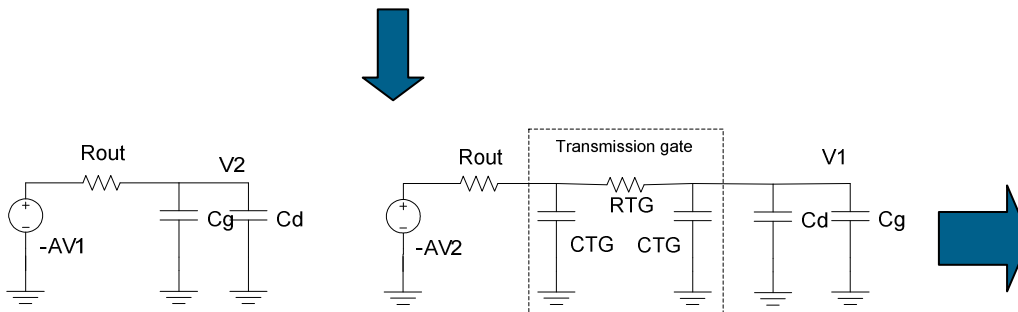 Rout
V2
+
−
-AV1
Cg
Cd
Rout
Transmission gate
V1
+
−
-AV2
RTG
CTG
CTG
Cd
Cg